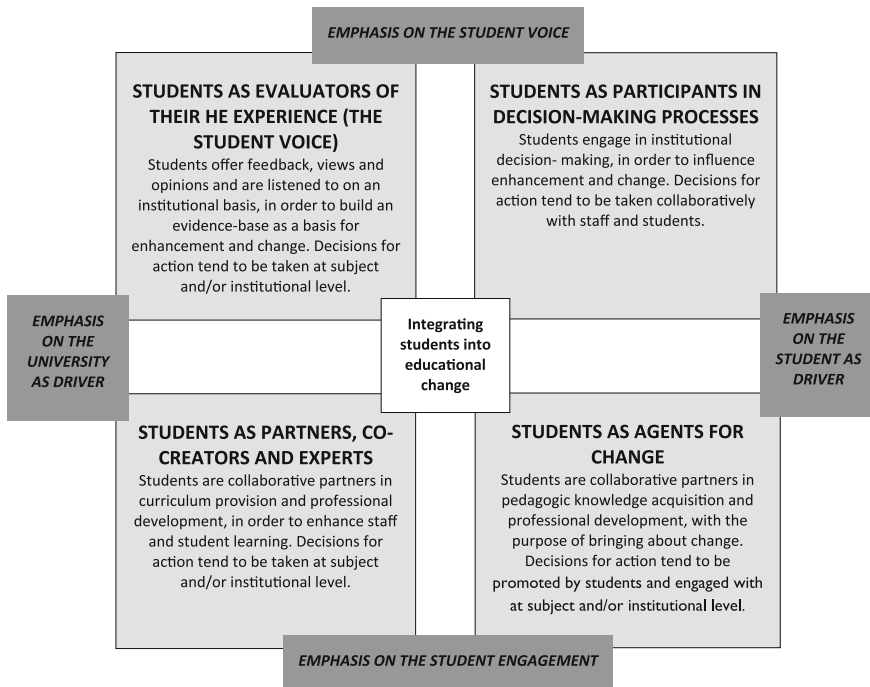 EMPHASIS ON THE STUDENT VOICE
STUDENTS AS EVALUATORS OF
THEIR HE EXPERIENCE (THE
STUDENT VOICE)
Students offer feedback, views and
opinions and are listened to on an
institutional basis, in order to build an
evidence-base as a basis for
enhancement and change. Decisions for
action tend to be taken at subject
and/or institutional level.
STUDENTS AS PARTICIPANTS IN
DECISION-MAKING PROCESSES
Students engage in institutional
decision- making, in order to influence
enhancement and change. Decisions for
action tend to be taken collaboratively
with staff and students.
EMPHASIS
ON THE
UNIVERSITY
AS DRIVER
Integrating
students into
educational
change
EMPHASIS
ON THE
STUDENT AS
DRIVER
STUDENTS AS PARTNERS, CO-
CREATORS AND EXPERTS
Students are collaborative partners in
curriculum provision and professional
development, in order to enhance staff
and student learning. Decisions for
action tend to be taken at subject
and/or institutional level.
STUDENTS AS AGENTS FOR
CHANGE
Students are collaborative partners in
pedagogic knowledge acquisition and
professional development, with the
purpose of bringing about change.
Decisions for action tend to be
promoted by students and engaged with
at subject and/or institutional level.
EMPHASIS ON THE STUDENT ENGAGEMENT